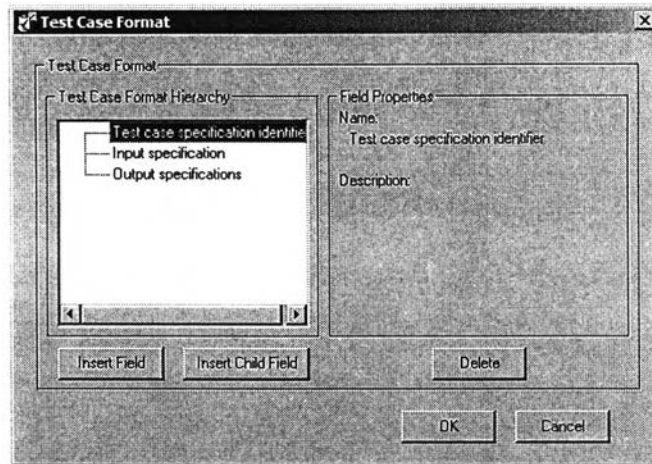 Test Case Format
Test Case Format
Test Case Format Hierarchy
Test case specification identifie
Input specification
Output specifications
Field Properties
Name:
Test case specification identifier
Description:
Insert Field
Insert Child Field
Delete
OK
Cancel